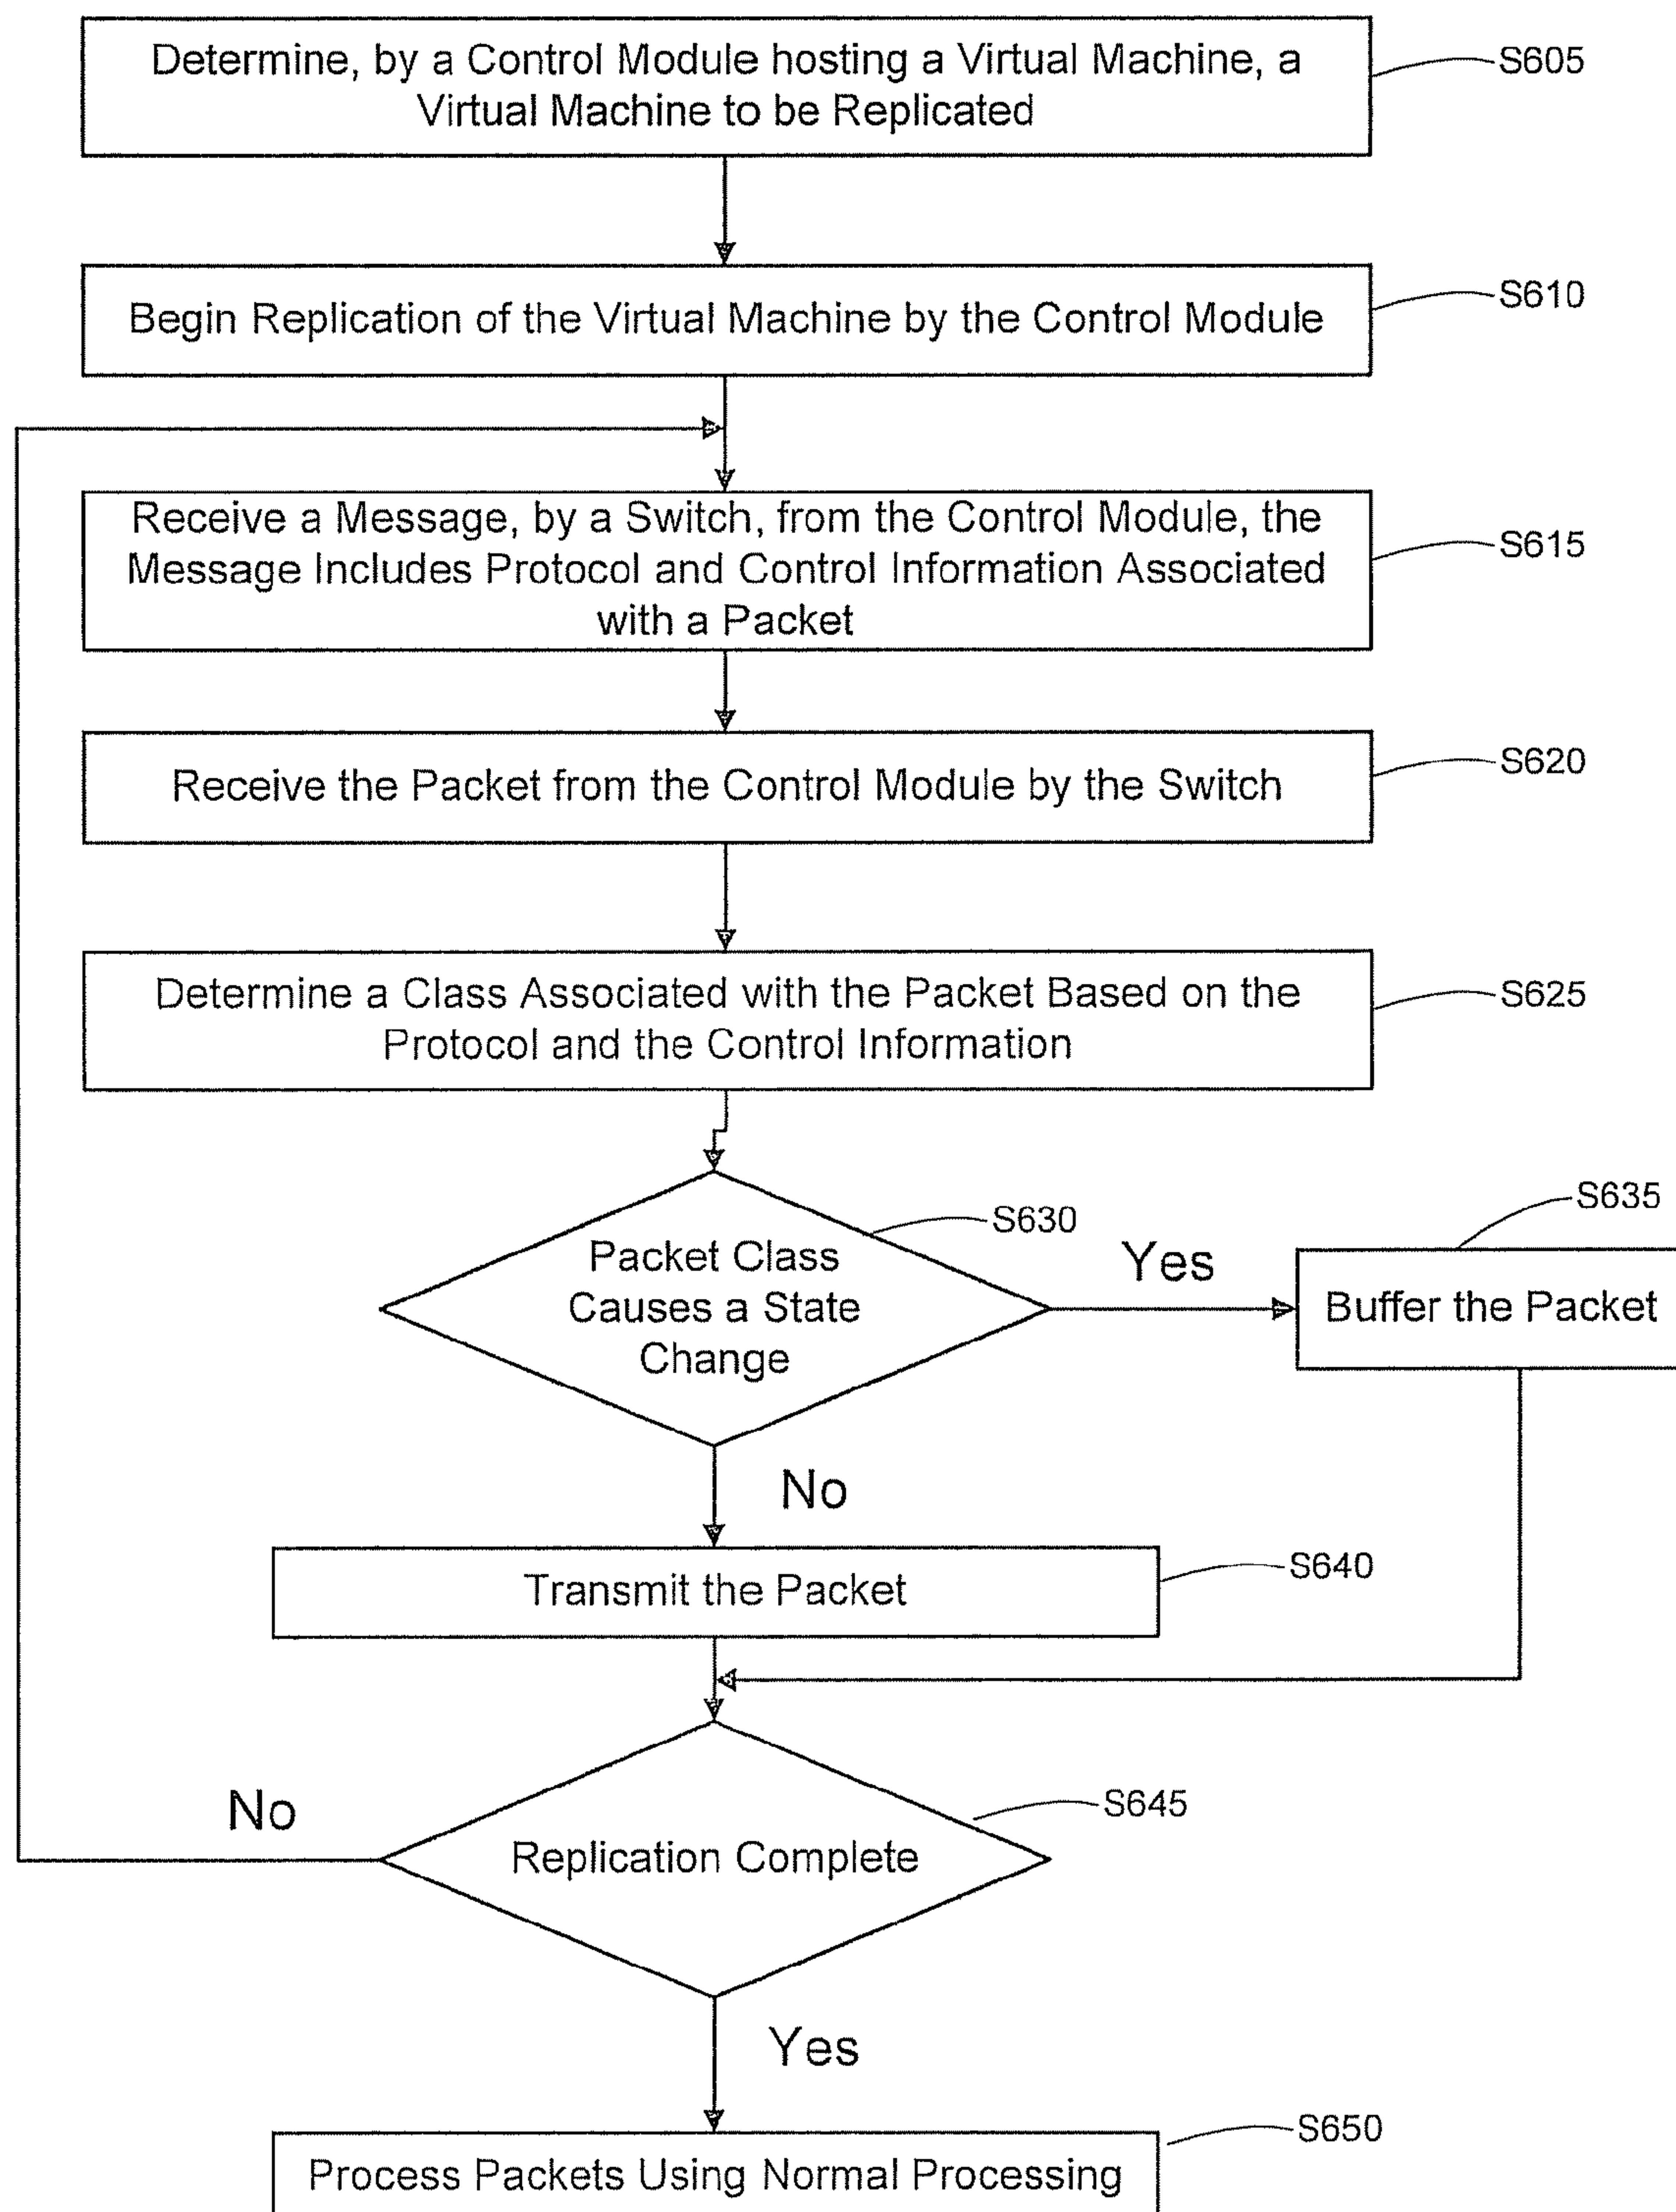 Determine, by a Control Module hosting a Virtual Machine, a
Virtual Machine to be Replicated
S605
Begin Replication of the Virtual Machine by the Control Module
S610
Receive a Message, by a Switch, from the Control Module, the
Message Includes Protocol and Control Information Associated
with a Packet
S615
Receive the Packet from the Control Module by the Switch
S620
Determine a Class Associated with the Packet Based on the
Protocol and the Control Information
S625
Packet Class
Causes a State
Change
S630
Yes
S635
Buffer the Packet
No
Transmit the Packet
S640
No
Replication Complete
S645
Yes
Process Packets Using Normal Processing
S650